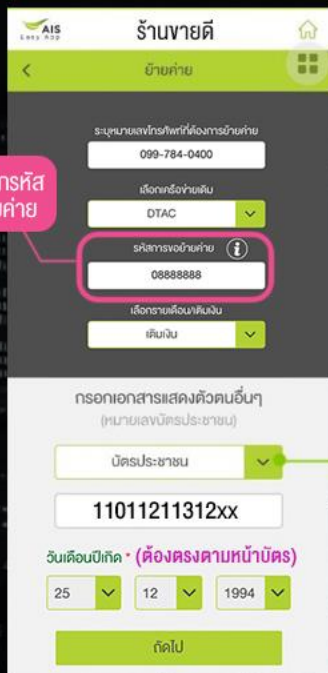 AIS
Easy App
ร้านขายดี
ย้ายค่าย
ระบุหมายเลขโทรศัพท์ที่ต้องการย้ายค่าย
099-784-0400
เลือกเครือข่ายเดิม
DTAC
รหัสการขอย้ายค่าย
08888888
กรหัส
ยค่าย
เลือกรายเดือน/เติมเงิน
เติมเงิน
กรอกเอกสารแสดงตัวตนอื่นๆ
(หมายเลขบัตรประชาชน)
บัตรประชาชน
11011211312xx
วันเดือนปีเกิด * (ต้องตรงตามหน้าบัตร)
25 12 1994
ถัดไป